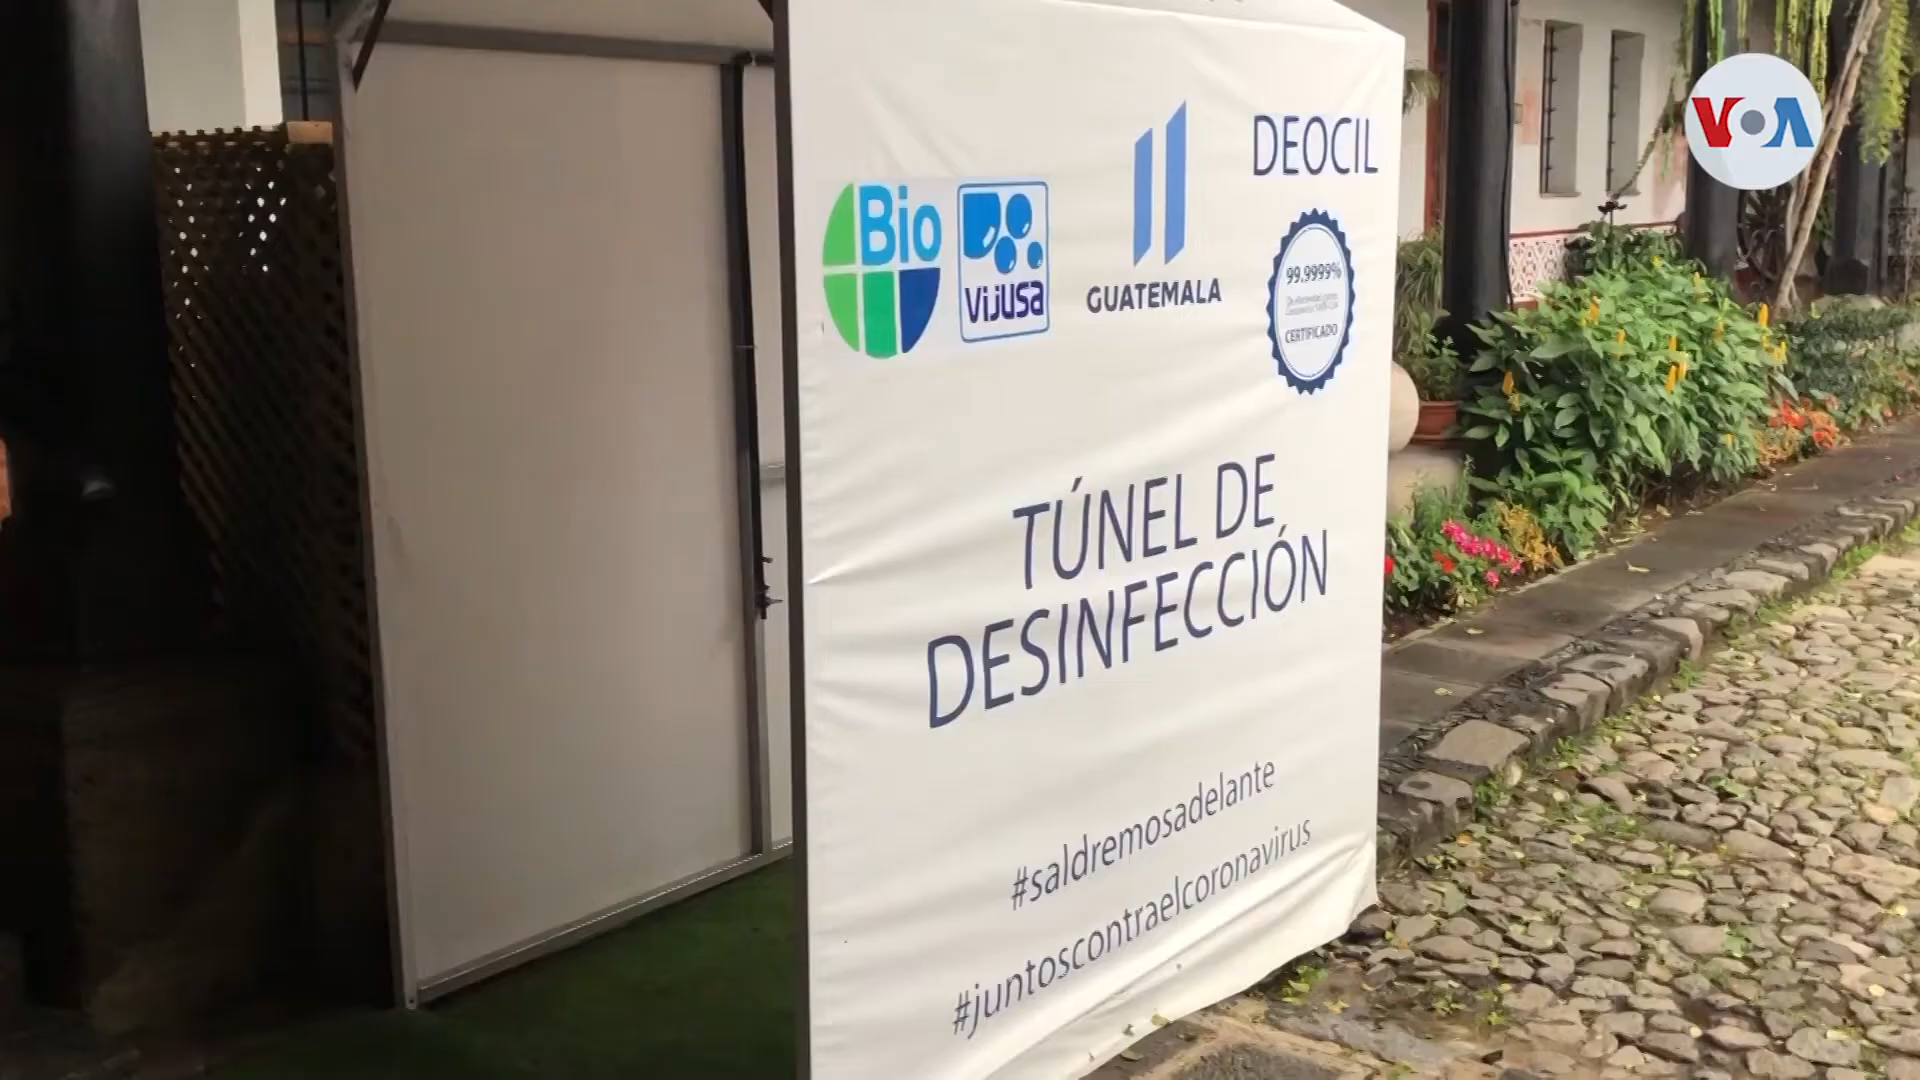 VOA
DEOCIL
Bio
VijUSa
GUATEMALA
99.9999%
CERTIFICADO
TÚNEL DE
DESINFECCIÓN
#saldremosadelante
#juntoscontraelcoronavirus